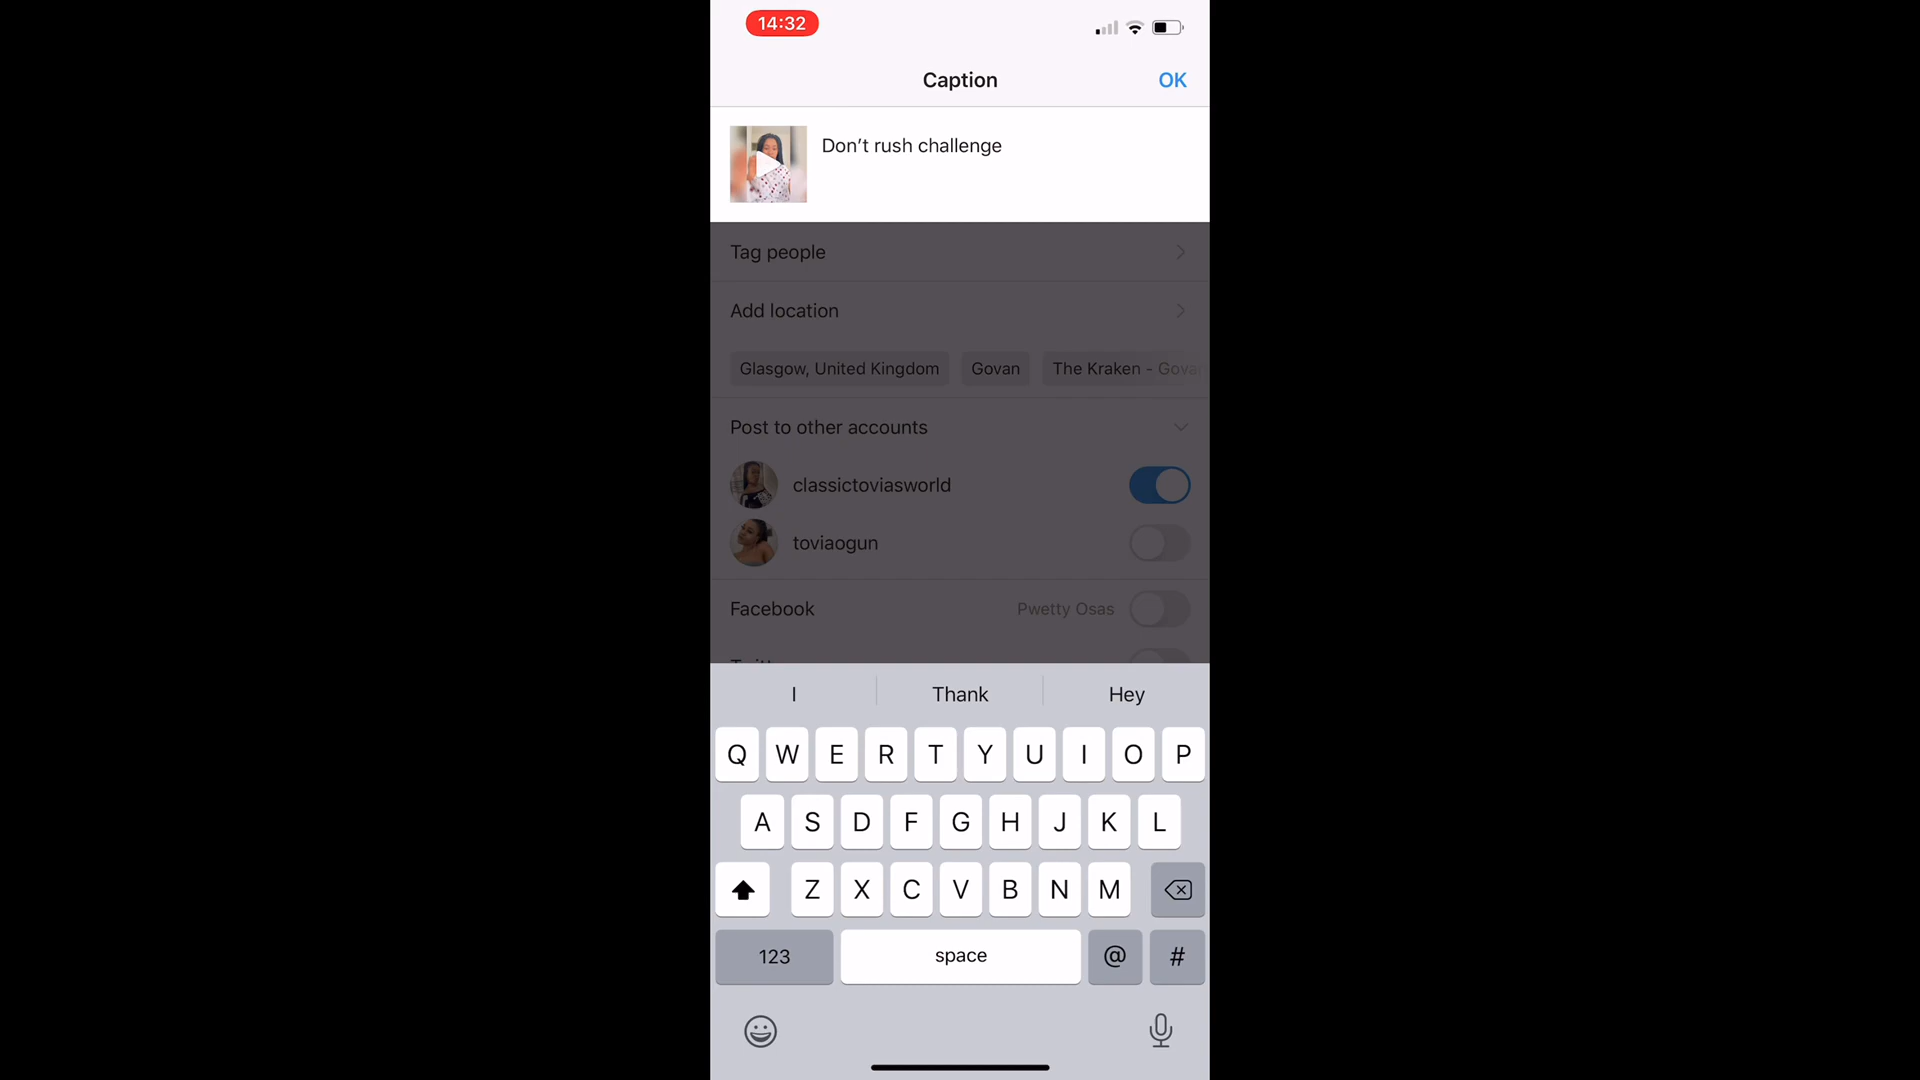 14:32
Caption
OK
Don’t rush challenge
Tag people
Add location
Glasgow, United Kingdom
Govan
The Kraken - Govan
Post to other accounts
classictoviasworld
toviaogun
Facebook
Pwetty Osas
I
Thank
Hey
Q W E R T Y U I O P
A S D F G H J K L
Z X C V B N M
123
space
@
#